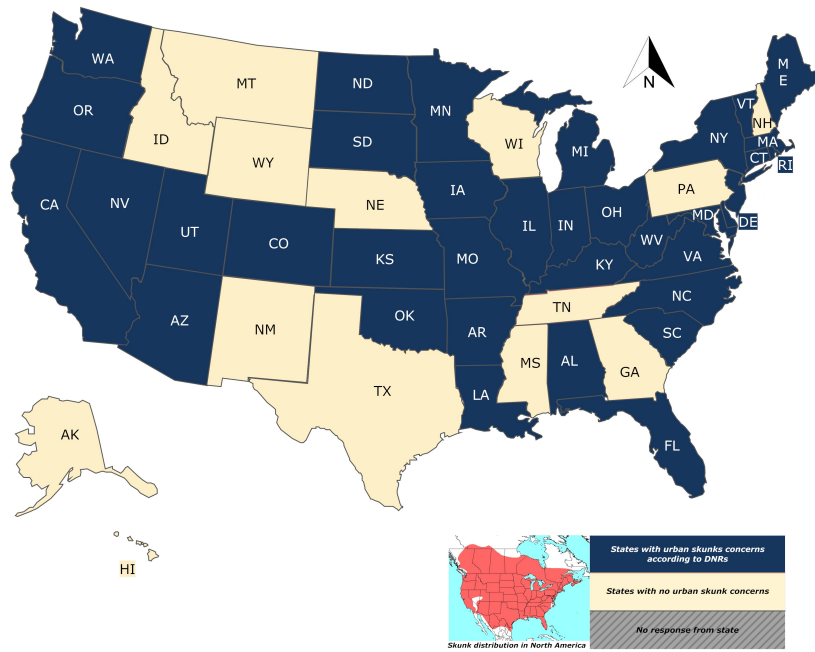 WA
MT
ND
MN
M
E
VT
NH
OR
ID
SD
WI
MI
NY
MA
CT
RI
WY
IA
PA
NE
CA
NV
UT
CO
IL
IN
OH
MD
DE
WV
VA
KS
MO
KY
AZ
NM
OK
AR
TN
NC
SC
TX
LA
MS
AL
GA
FL
AK
HI
N
States with urban skunks concerns
according to DNRs
States with no urban skunk concerns
No response from state
Skunk distribution in North America